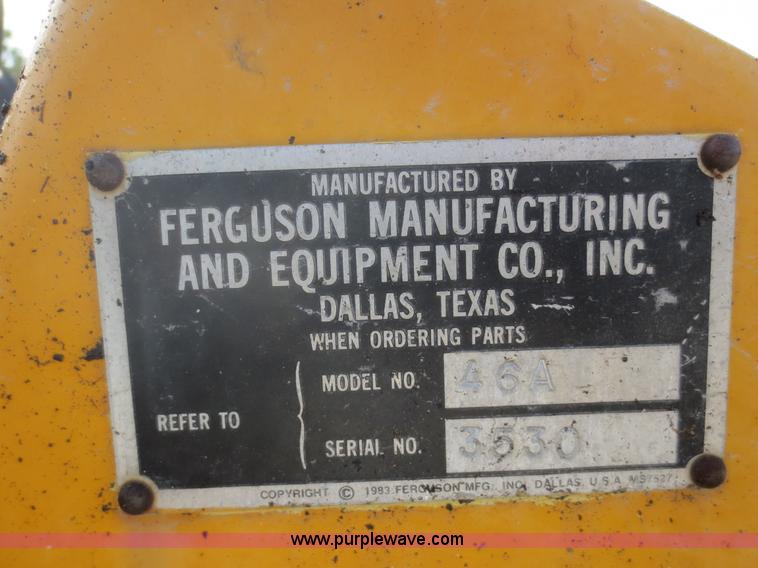 MANUFACTURED BY
FERGUSON MANUFACTURING
AND EQUIPMENT CO., INC.
DALLAS, TEXAS
WHEN ORDERING PARTS
REFER TO
MODEL NO. 46A
SERIAL NO. 3530
COPYRIGHT © 1983 FERGUSON MFG. INC. DALLAS. U.S.A.
www.purplewave.com